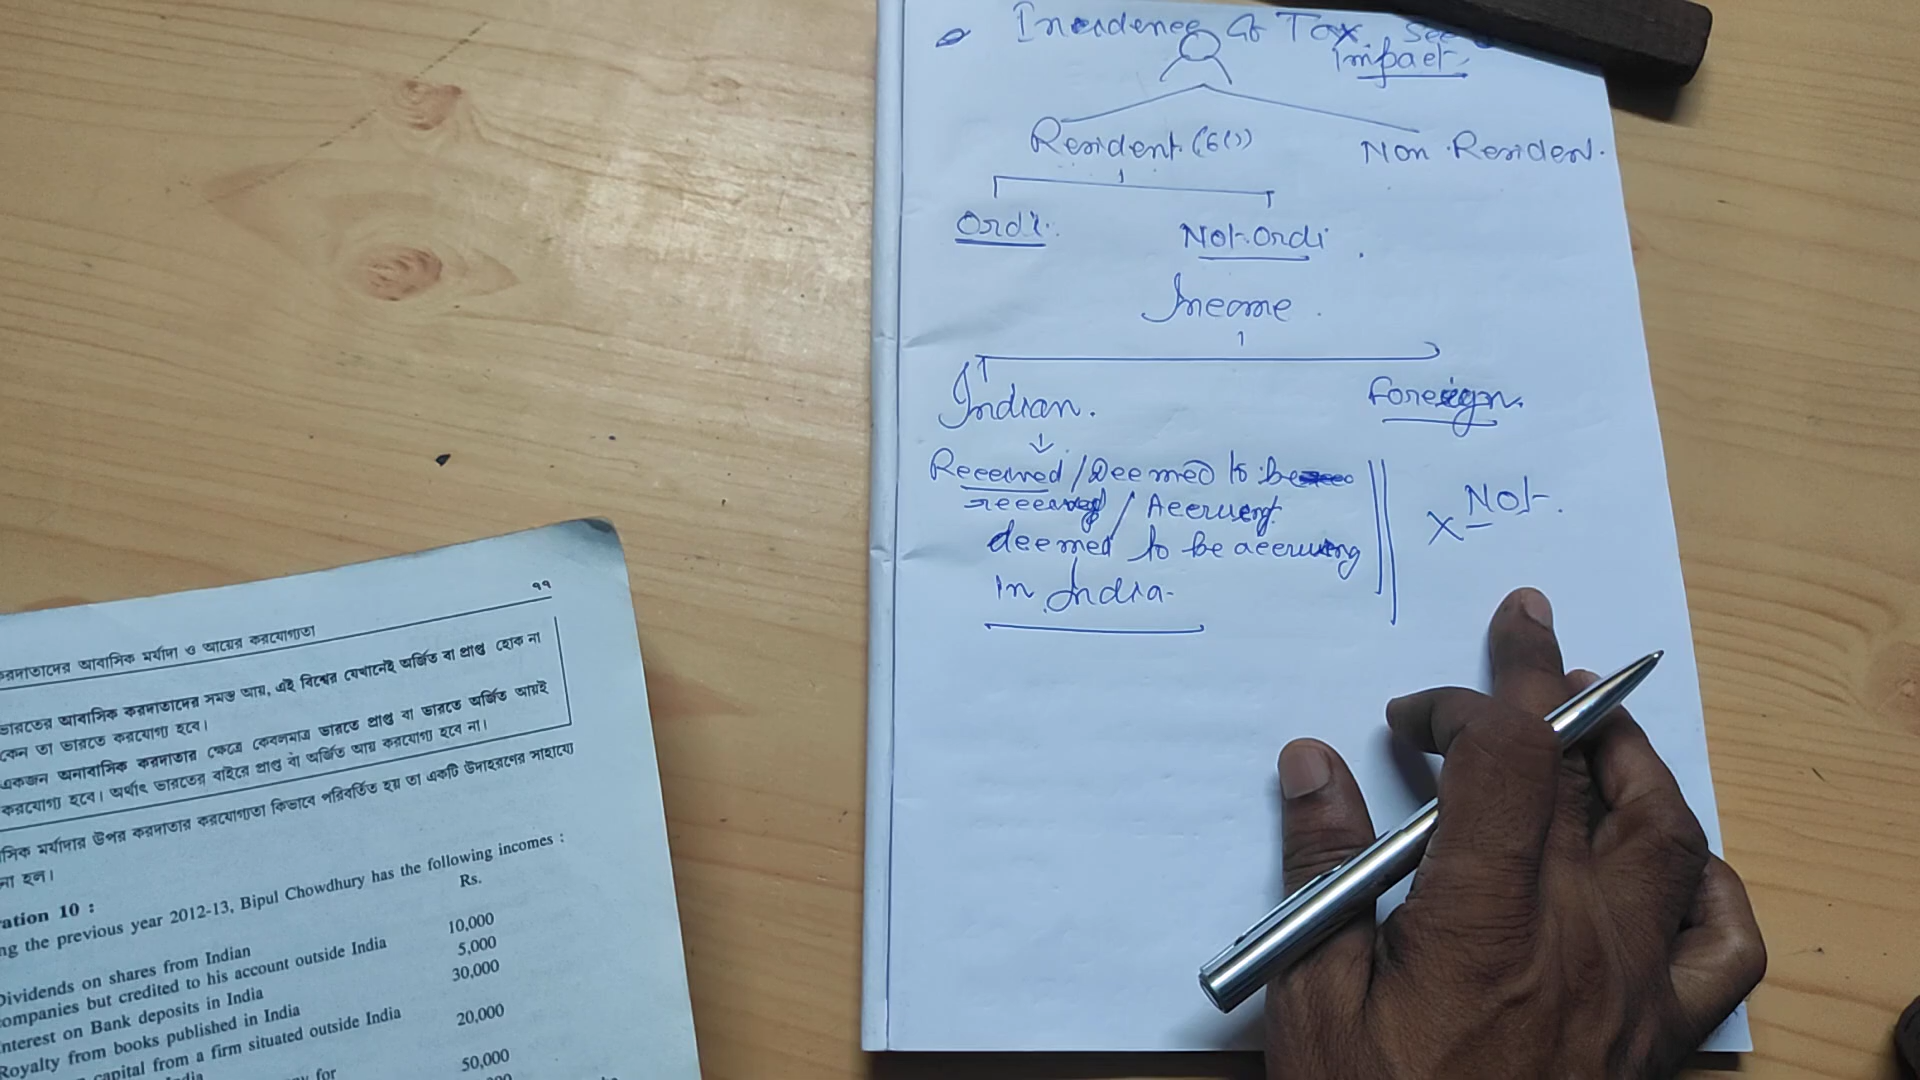 Incidence of Tax
Impact
Resident (6(1)) Non Resident.
Ordi. Not-Ordi
Income
Indian. Foreign.
Received / Deemed to be
received / Accruing
deemed to be accruing
in India.
x Not-
৭৭
করদাতাদের আবাসিক মর্যাদা ও আয়ের করযোগ্যতা
ভারতের আবাসিক করদাতাদের সমস্ত আয়, এই বিশ্বের যেখানেই অর্জিত বা প্রাপ্ত হোক না
কেন তা ভারতে করযোগ্য হবে।
একজন অনাবাসিক করদাতার ক্ষেত্রে কেবলমাত্র ভারতে প্রাপ্ত বা ভারতে অর্জিত আয়ই
করযোগ্য হবে। অর্থাৎ ভারতের বাইরে প্রাপ্ত বা অর্জিত আয় করযোগ্য হবে না।
সিক মর্যাদার উপর করদাতার করযোগ্যতা কিভাবে পরিবর্তিত হয় তা একটি উদাহরণের সাহায্যে
না হল।
ation 10 :
ng the previous year 2012-13, Bipul Chowdhury has the following incomes :
Rs.
Dividends on shares from Indian
ompanies but credited to his account outside India 10,000
nterest on Bank deposits in India 5,000
Royalty from books published in India 30,000
capital from a firm situated outside India 20,000
for 50,000